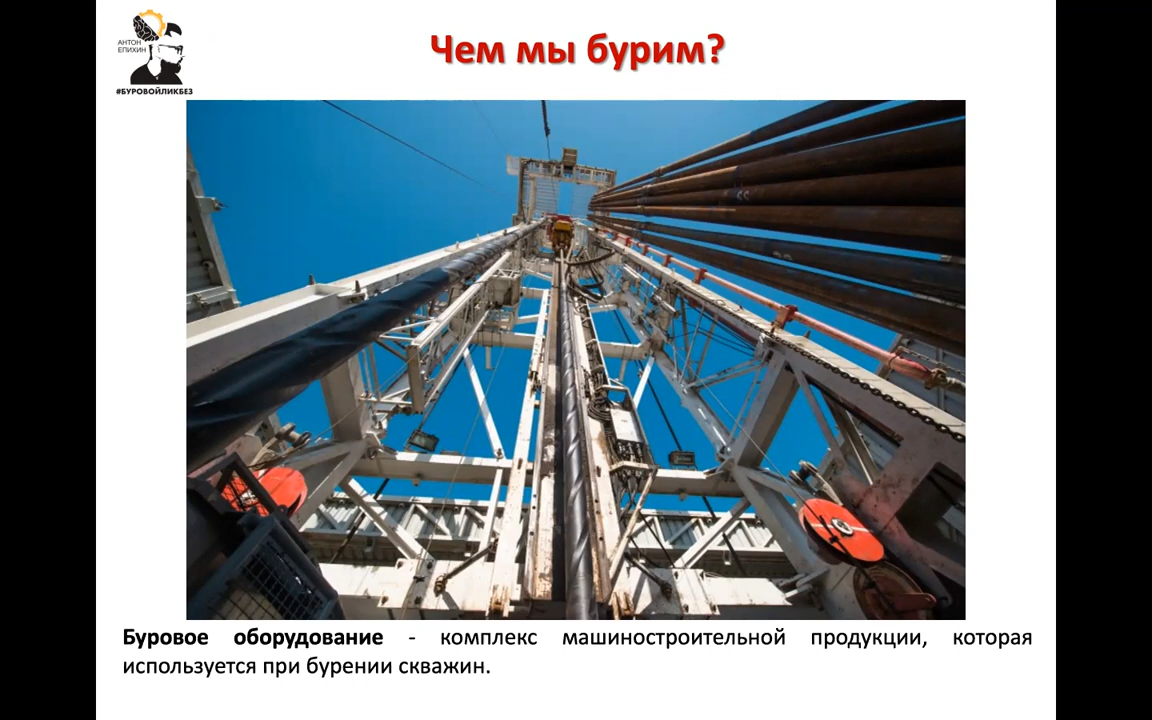 АНТОН
ЕПИХИН
#БУРОВОЙЛИКБЕЗ
Чем мы бурим?
Буровое оборудование - комплекс машиностроительной продукции, которая
используется при бурении скважин.